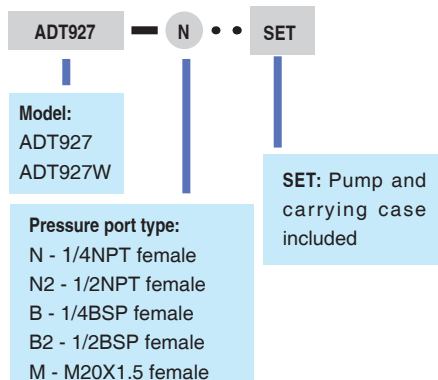 ADT927 — N • • SET
Model:
ADT927
ADT927W
SET: Pump and
carrying case
included
Pressure port type:
N - 1/4NPT female
N2 - 1/2NPT female
B - 1/4BSP female
B2 - 1/2BSP female
M - M20X1.5 female